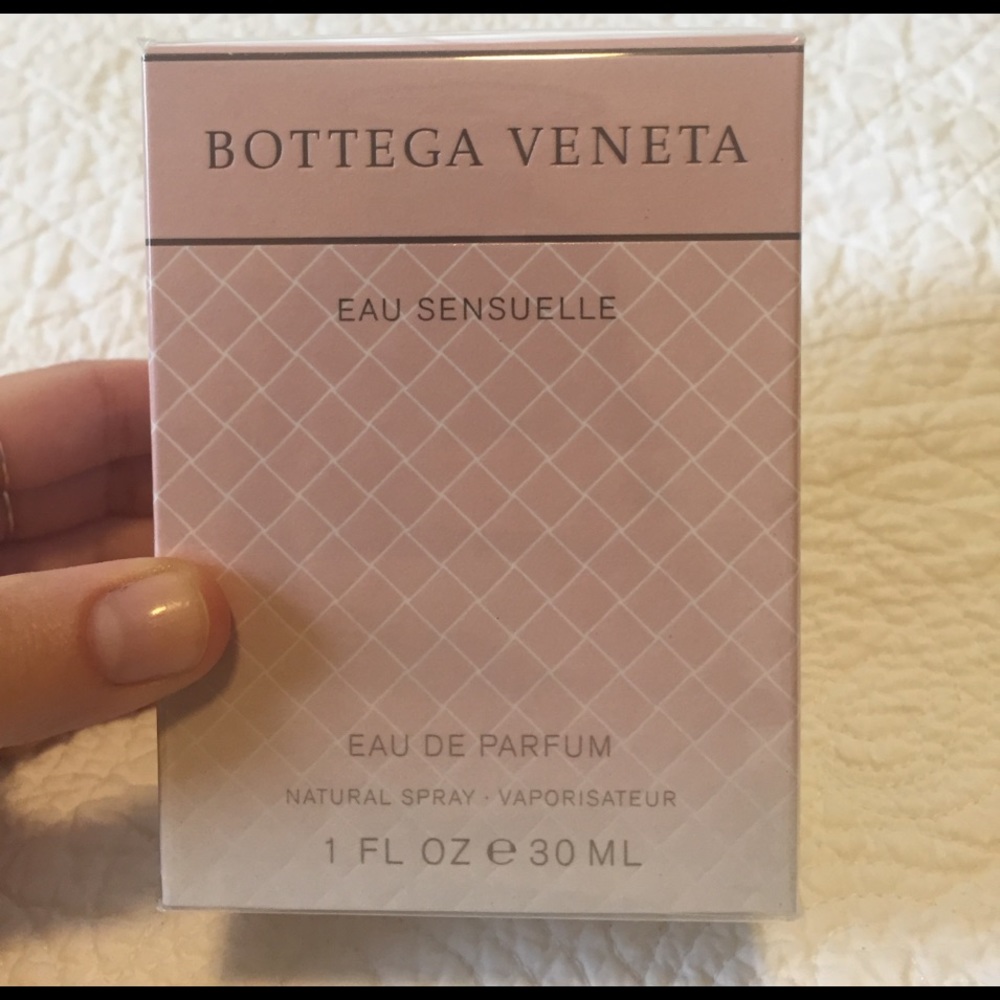 BOTTEGA VENETA
EAU SENSUELLE
EAU DE PARFUM
NATURAL SPRAY · VAPORISATEUR
1 FL OZ ℮ 30 ML